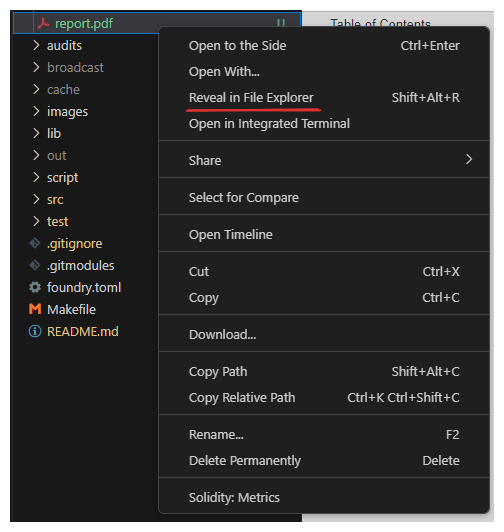 report.pdf U
Table of Contents
audits
broadcast
cache
images
lib
out
script
src
test
.gitignore
.gitmodules
foundry.toml
Makefile
README.md
Open to the Side Ctrl+Enter
Open With...
Reveal in File Explorer Shift+Alt+R
Open in Integrated Terminal
Share
Select for Compare
Open Timeline
Cut Ctrl+X
Copy Ctrl+C
Download...
Copy Path Shift+Alt+C
Copy Relative Path Ctrl+K Ctrl+Shift+C
Rename... F2
Delete Permanently Delete
Solidity: Metrics